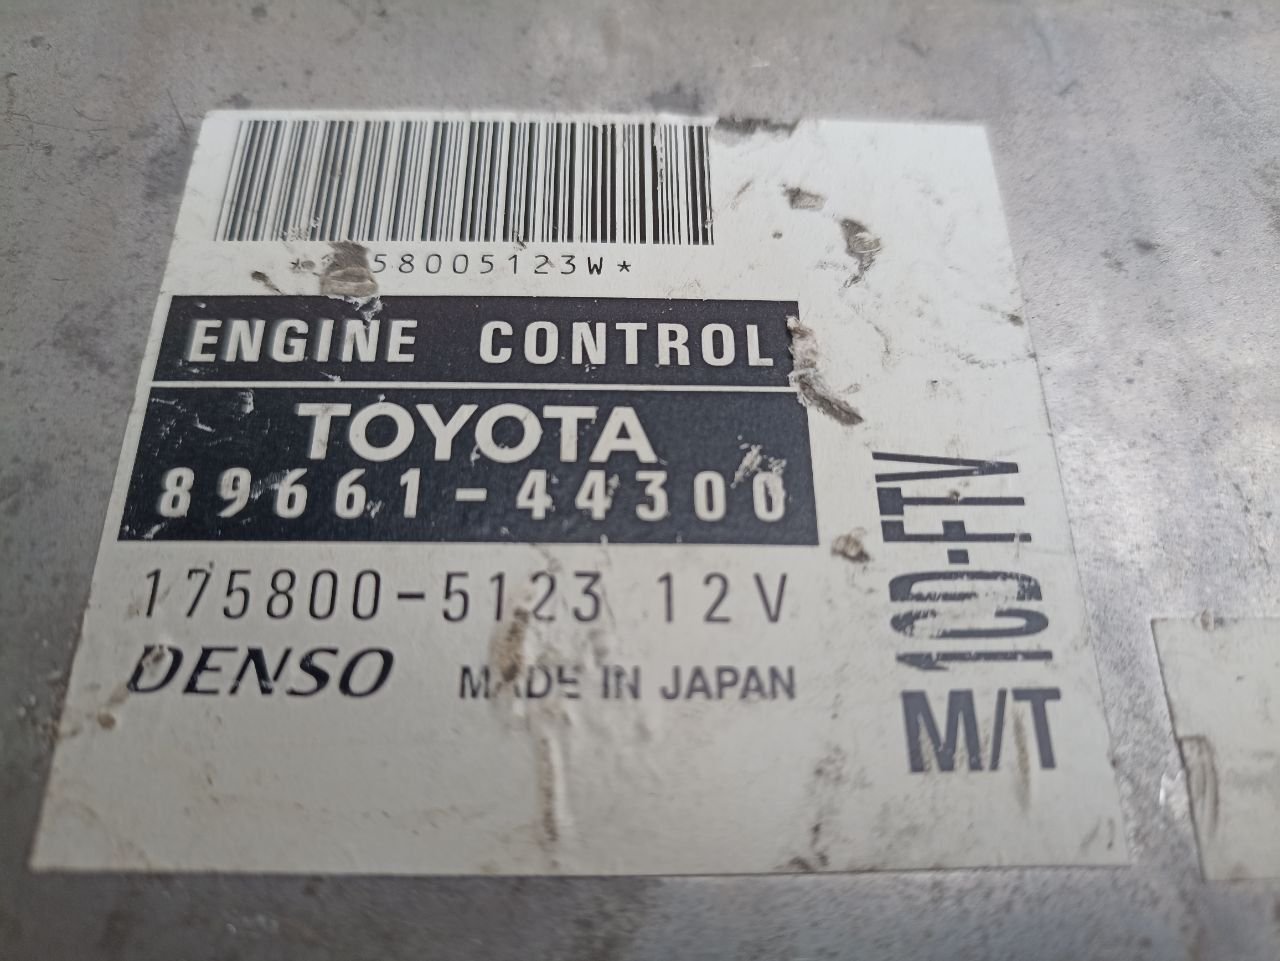 58005123W*
ENGINE CONTROL
TOYOTA
89661-44300
175800-5123 12V
DENSO MADE IN JAPAN
1CD-FTV
M/T